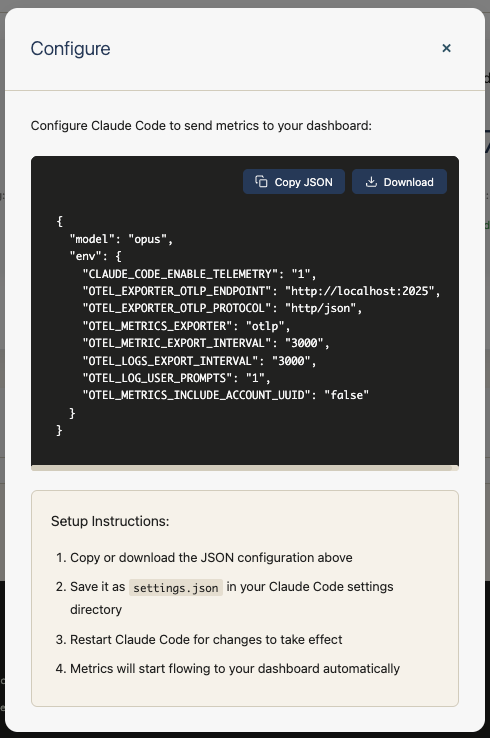 Configure
×
Configure Claude Code to send metrics to your dashboard:
Copy JSON
Download
{
  "model": "opus",
  "env": {
    "CLAUDE_CODE_ENABLE_TELEMETRY": "1",
    "OTEL_EXPORTER_OTLP_ENDPOINT": "http://localhost:2025",
    "OTEL_EXPORTER_OTLP_PROTOCOL": "http/json",
    "OTEL_METRICS_EXPORTER": "otlp",
    "OTEL_METRIC_EXPORT_INTERVAL": "3000",
    "OTEL_LOGS_EXPORT_INTERVAL": "3000",
    "OTEL_LOG_USER_PROMPTS": "1",
    "OTEL_METRICS_INCLUDE_ACCOUNT_UUID": "false"
  }
}
Setup Instructions:
1. Copy or download the JSON configuration above
2. Save it as settings.json in your Claude Code settings
directory
3. Restart Claude Code for changes to take effect
4. Metrics will start flowing to your dashboard automatically